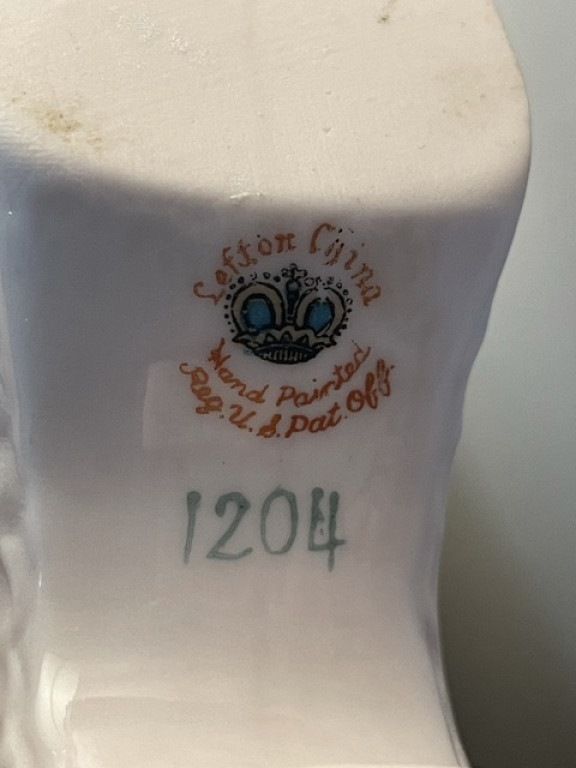 Lefton China
Hand Painted
Reg. U.S. Pat. Off.
1204